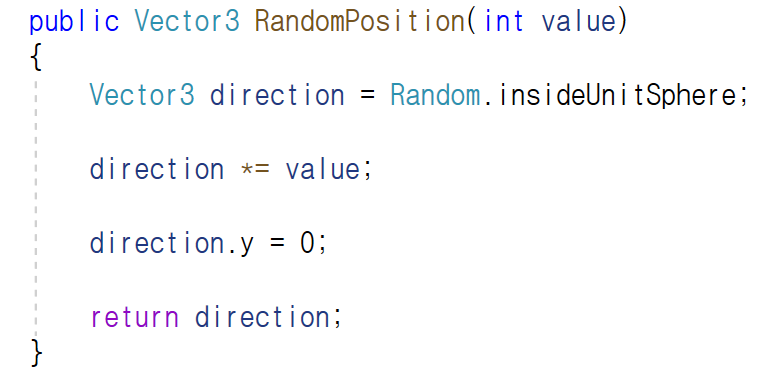 public Vector3 RandomPosition(int value)
{
Vector3 direction = Random.insideUnitSphere;
direction *= value;
direction.y = 0;
return direction;
}